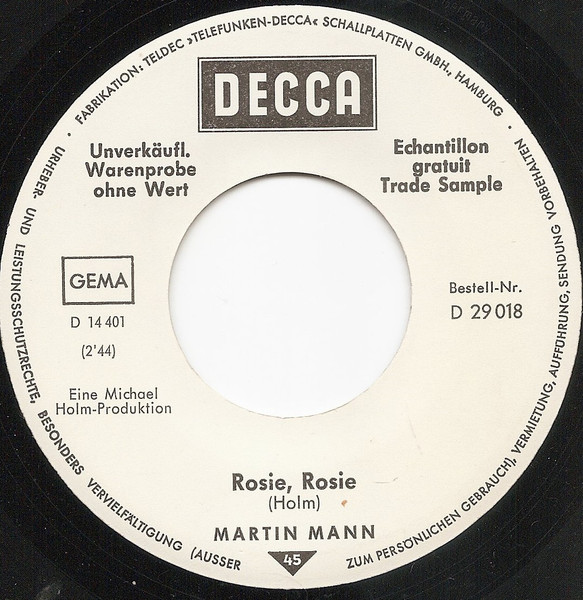 · FABRIKATION: TELDEC »TELEFUNKEN-DECCA« SCHALLPLATTEN GMBH., HAMBURG ·
URHEBER- UND LEISTUNGSSCHUTZRECHTE, BESONDERS VERVIELFÄLTIGUNG (AUSSER ZUM PERSÖNLICHEN GEBRAUCH), VERMIETUNG, AUFFÜHRUNG, SENDUNG VORBEHALTEN
DECCA
Unverkäufl.
Warenprobe
ohne Wert
Echantillon
gratuit
Trade Sample
GEMA
D 14 401
(2'44)
Eine Michael
Holm-Produktion
Bestell-Nr.
D 29 018
Rosie, Rosie
(Holm)
MARTIN MANN
45